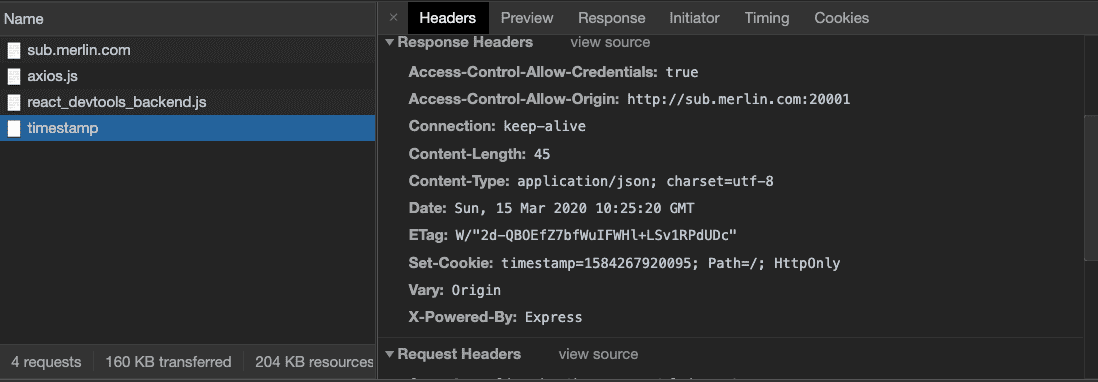 Name
sub.merlin.com
axios.js
react_devtools_backend.js
timestamp
4 requests 160 KB transferred 204 KB resources
× Headers Preview Response Initiator Timing Cookies
▼ Response Headers view source
Access-Control-Allow-Credentials: true
Access-Control-Allow-Origin: http://sub.merlin.com:20001
Connection: keep-alive
Content-Length: 45
Content-Type: application/json; charset=utf-8
Date: Sun, 15 Mar 2020 10:25:20 GMT
ETag: W/"2d-QBOEfZ7bfWuIFWHl+LSv1RPdUDc"
Set-Cookie: timestamp=1584267920095; Path=/; HttpOnly
Vary: Origin
X-Powered-By: Express
▼ Request Headers view source